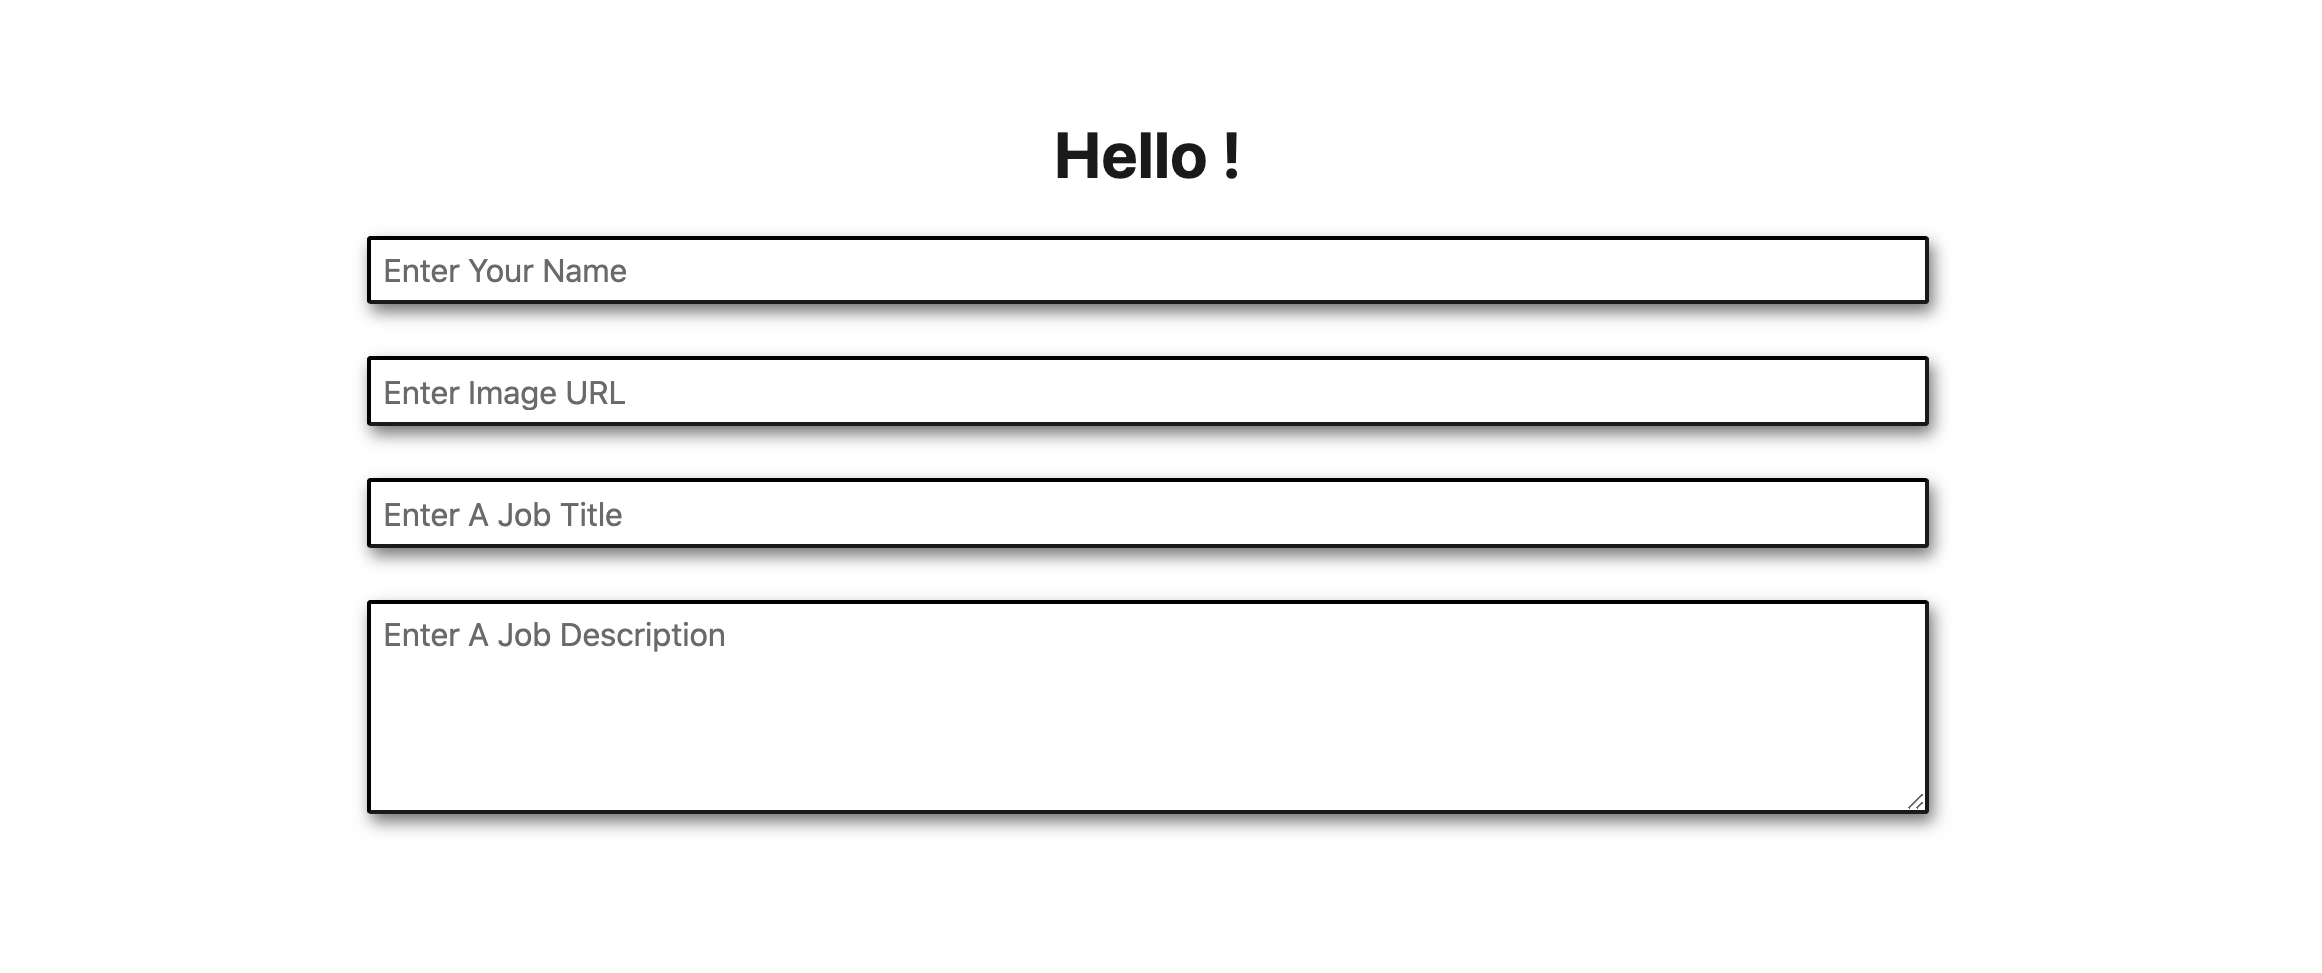 Hello !
Enter Your Name
Enter Image URL
Enter A Job Title
Enter A Job Description